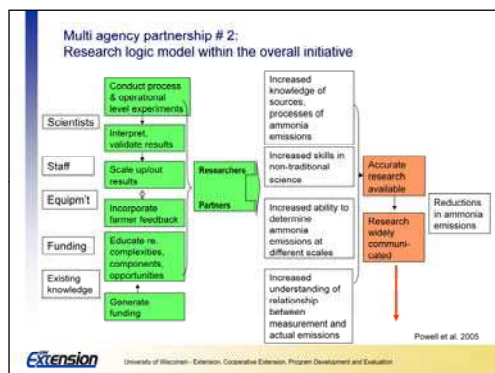 Multi agency partnership # 2:
Research logic model within the overall initiative
Scientists
Staff
Equipm't
Funding
Existing
knowledge
Conduct process
& operational
level experiments
Interpret,
validate results
Scale up/out
results
Incorporate
farmer feedback
Educate re.
complexities,
components,
opportunities
Generate
funding
Researchers
Partners
Increased
knowledge of
sources,
processes of
ammonia
emissions
Increased skills in
non-traditional
science
Increased ability to
determine
ammonia
emissions at
different scales
Increased
understanding of
relationship
between
measurement and
actual emissions
Accurate
research
available
Research
widely
communi-
cated
Reductions in
ammonia
emissions
Powell et al. 2005
Extension
University of Wisconsin - Extension, Cooperative Extension, Program Development and Evaluation